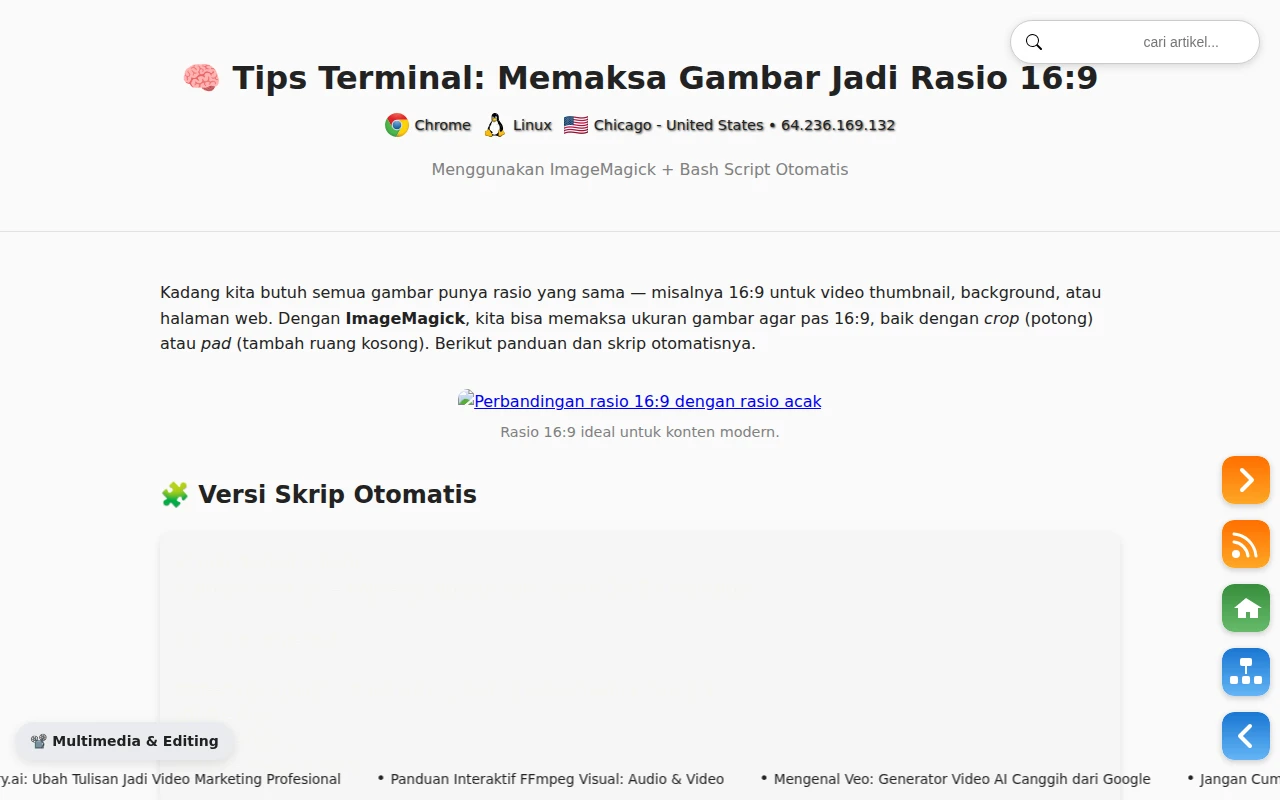 cari artikel...
🧠 Tips Terminal: Memaksa Gambar Jadi Rasio 16:9
Chrome Linux Chicago - United States • 64.236.169.132
Menggunakan ImageMagick + Bash Script Otomatis
Kadang kita butuh semua gambar punya rasio yang sama — misalnya 16:9 untuk video thumbnail, background, atau
halaman web. Dengan ImageMagick, kita bisa memaksa ukuran gambar agar pas 16:9, baik dengan crop (potong)
atau pad (tambah ruang kosong). Berikut panduan dan skrip otomatisnya.
Perbandingan rasio 16:9 dengan rasio acak
Rasio 16:9 ideal untuk konten modern.
🧩 Versi Skrip Otomatis
📽️ Multimedia & Editing
y.ai: Ubah Tulisan Jadi Video Marketing Profesional • Panduan Interaktif FFmpeg Visual: Audio & Video • Mengenal Veo: Generator Video AI Canggih dari Google • Jangan Cum